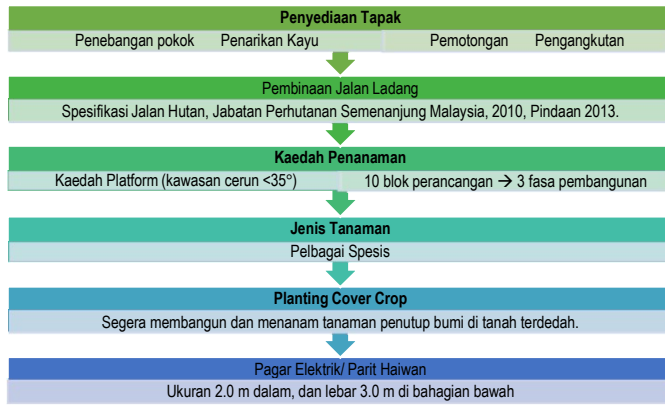 Penyediaan Tapak
Penebangan pokok Penarikan Kayu Pemotongan Pengangkutan
Pembinaan Jalan Ladang
Spesifikasi Jalan Hutan, Jabatan Perhutanan Semenanjung Malaysia, 2010, Pindaan 2013.
Kaedah Penanaman
Kaedah Platform (kawasan cerun <35°) 10 blok perancangan → 3 fasa pembangunan
Jenis Tanaman
Pelbagai Spesis
Planting Cover Crop
Segera membangun dan menanam tanaman penutup bumi di tanah terdedah.
Pagar Elektrik/ Parit Haiwan
Ukuran 2.0 m dalam, dan lebar 3.0 m di bahagian bawah